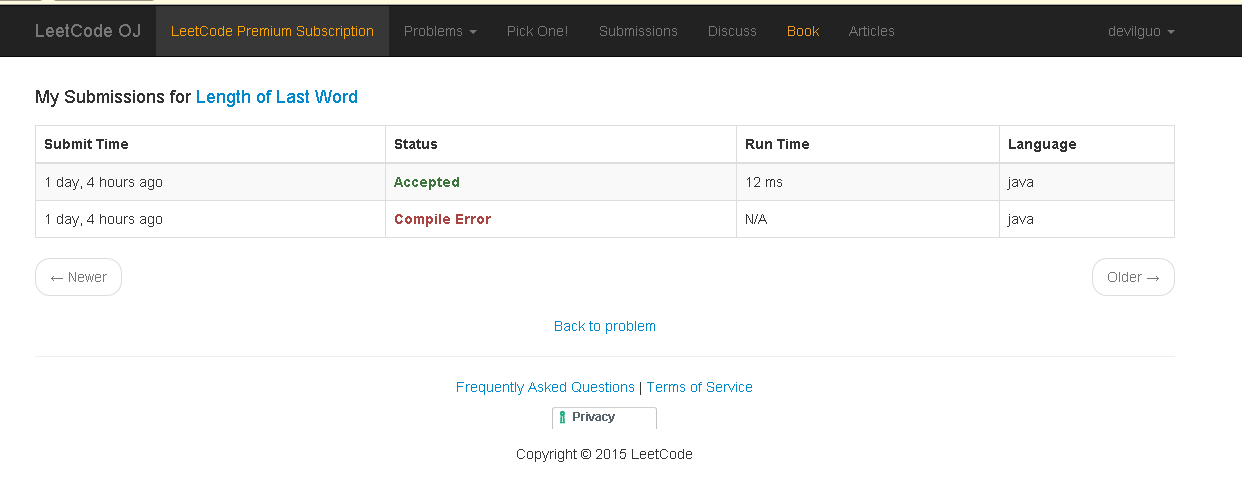 LeetCode OJ LeetCode Premium Subscription Problems Pick One! Submissions Discuss Book Articles devilguo
My Submissions for Length of Last Word
Submit Time Status Run Time Language
1 day, 4 hours ago Accepted 12 ms java
1 day, 4 hours ago Compile Error N/A java
← Newer Older →
Back to problem
Frequently Asked Questions | Terms of Service
Privacy
Copyright © 2015 LeetCode